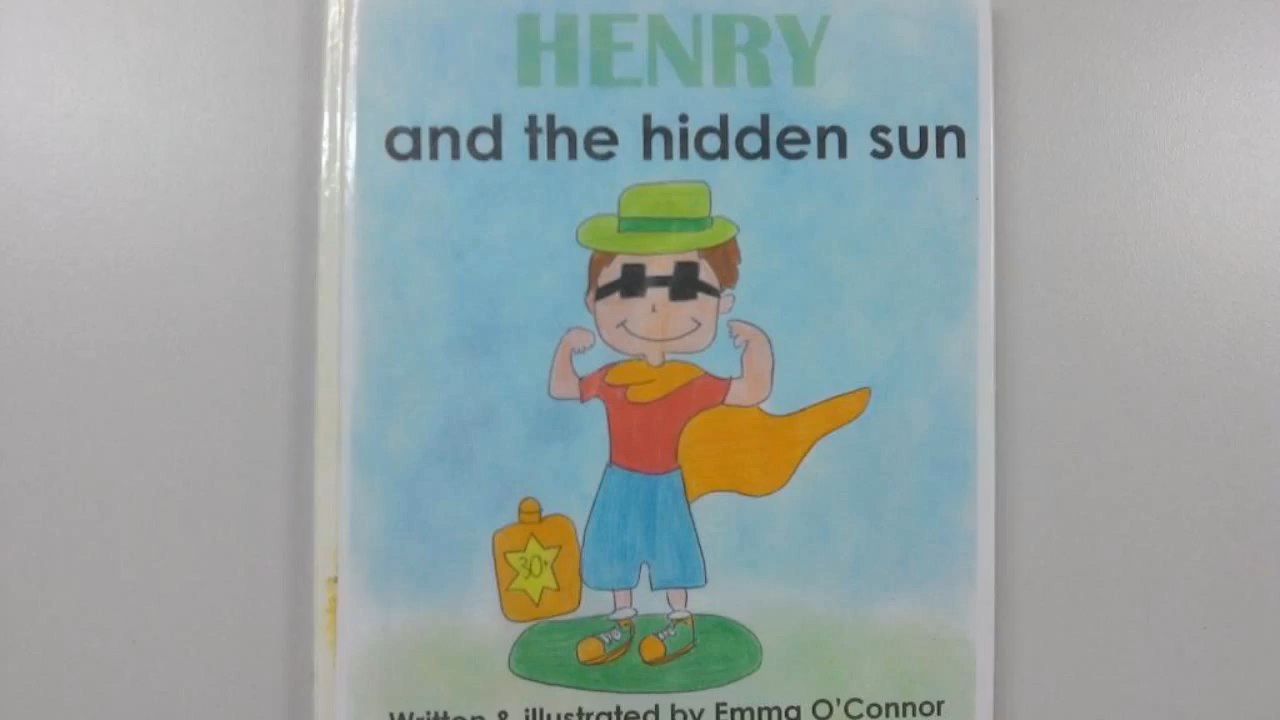 HENRY
and the hidden sun
30+
Written & illustrated by Emma O'Connor